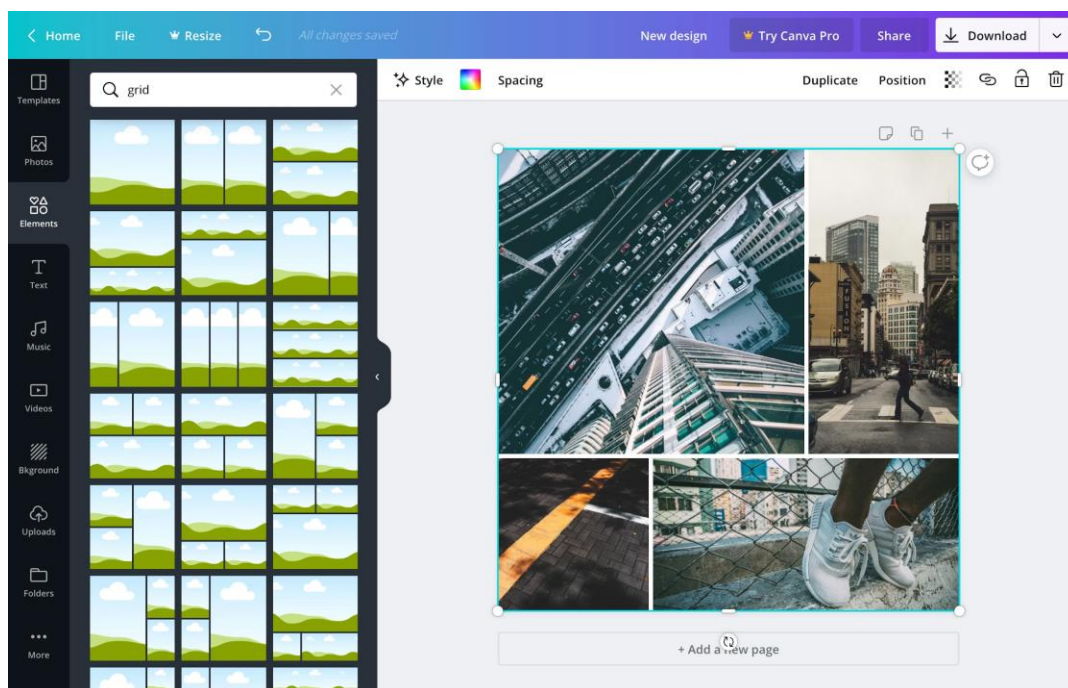 Home File Resize All changes saved New design Try Canva Pro Share Download
Templates
Photos
Elements
Text
Music
Videos
Bkground
Uploads
Folders
More
grid
Style Spacing Duplicate Position
FUSION
+ Add a new page